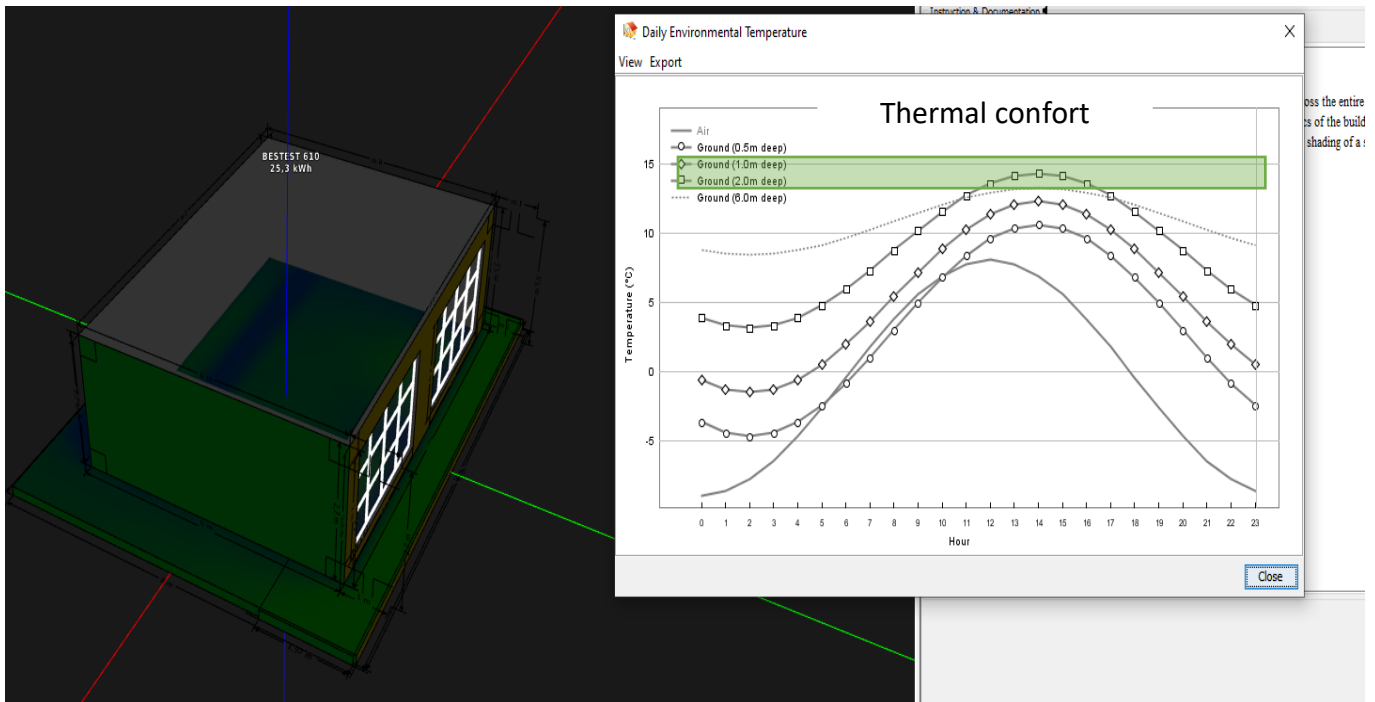 Instruction & Documentation
Daily Environmental Temperature
X
View Export
BESTEST 610
25,3 kWh
Thermal confort
Air
Ground (0.5m deep)
Ground (1.0m deep)
Ground (2.0m deep)
Ground (6.0m deep)
oss the entire
cs of the build
shading of a s
15
10
5
0
-5
Temperature (°C)
0 1 2 3 4 5 6 7 8 9 10 11 12 13 14 15 16 17 18 19 20 21 22 23
Hour
Close